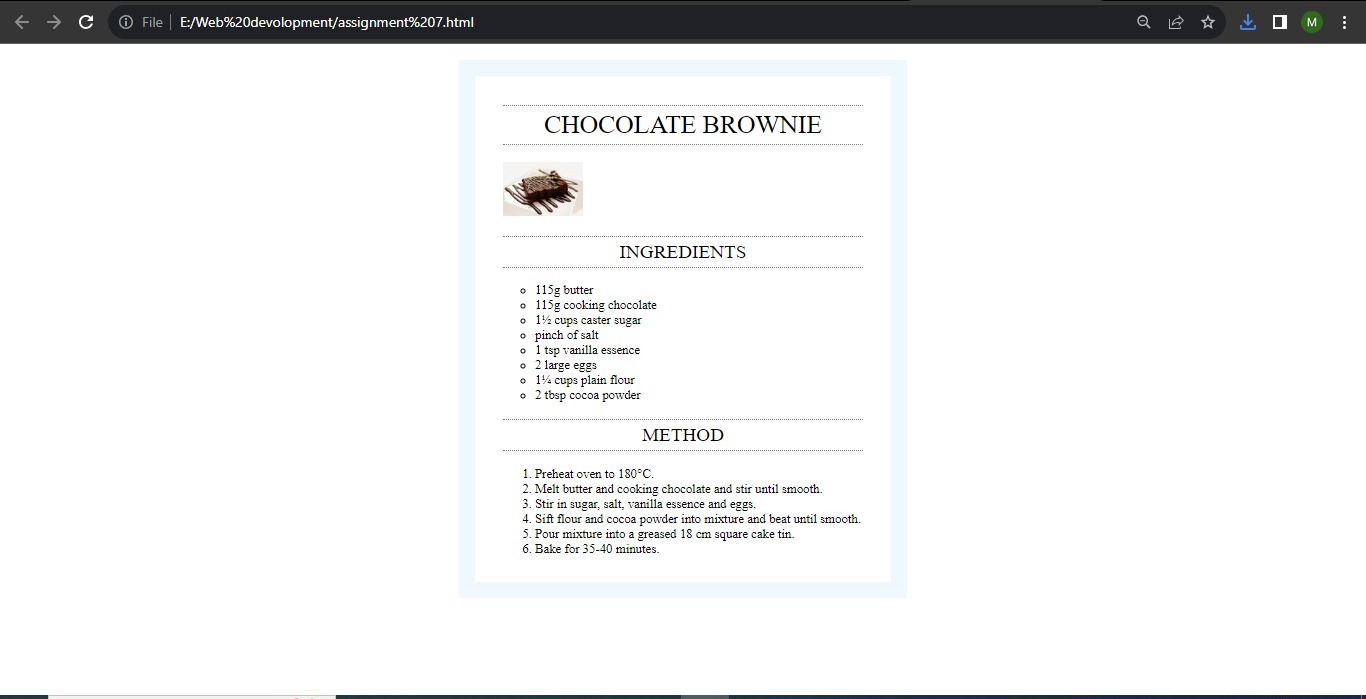 File
E:/Web%20devolopment/assignment%207.html
M
CHOCOLATE BROWNIE
INGREDIENTS
115g butter
115g cooking chocolate
1½ cups caster sugar
pinch of salt
1 tsp vanilla essence
2 large eggs
1¼ cups plain flour
2 tbsp cocoa powder
METHOD
1. Preheat oven to 180°C.
2. Melt butter and cooking chocolate and stir until smooth.
3. Stir in sugar, salt, vanilla essence and eggs.
4. Sift flour and cocoa powder into mixture and beat until smooth.
5. Pour mixture into a greased 18 cm square cake tin.
6. Bake for 35-40 minutes.